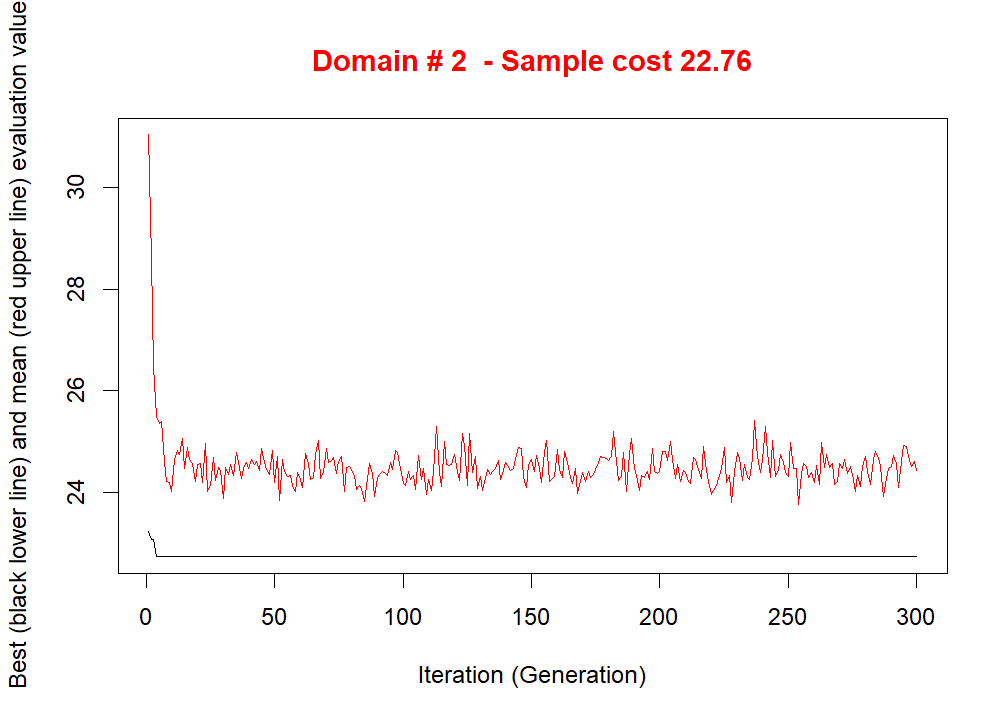 Domain # 2  - Sample cost 22.76
Best (black lower line) and mean (red upper line) evaluation value
30
28
26
24
0 50 100 150 200 250 300
Iteration (Generation)